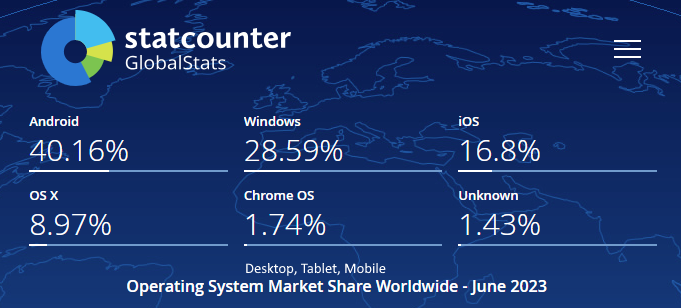 statcounter
GlobalStats
Android Windows iOS
40.16% 28.59% 16.8%
OS X Chrome OS Unknown
8.97% 1.74% 1.43%
Desktop, Tablet, Mobile
Operating System Market Share Worldwide - June 2023